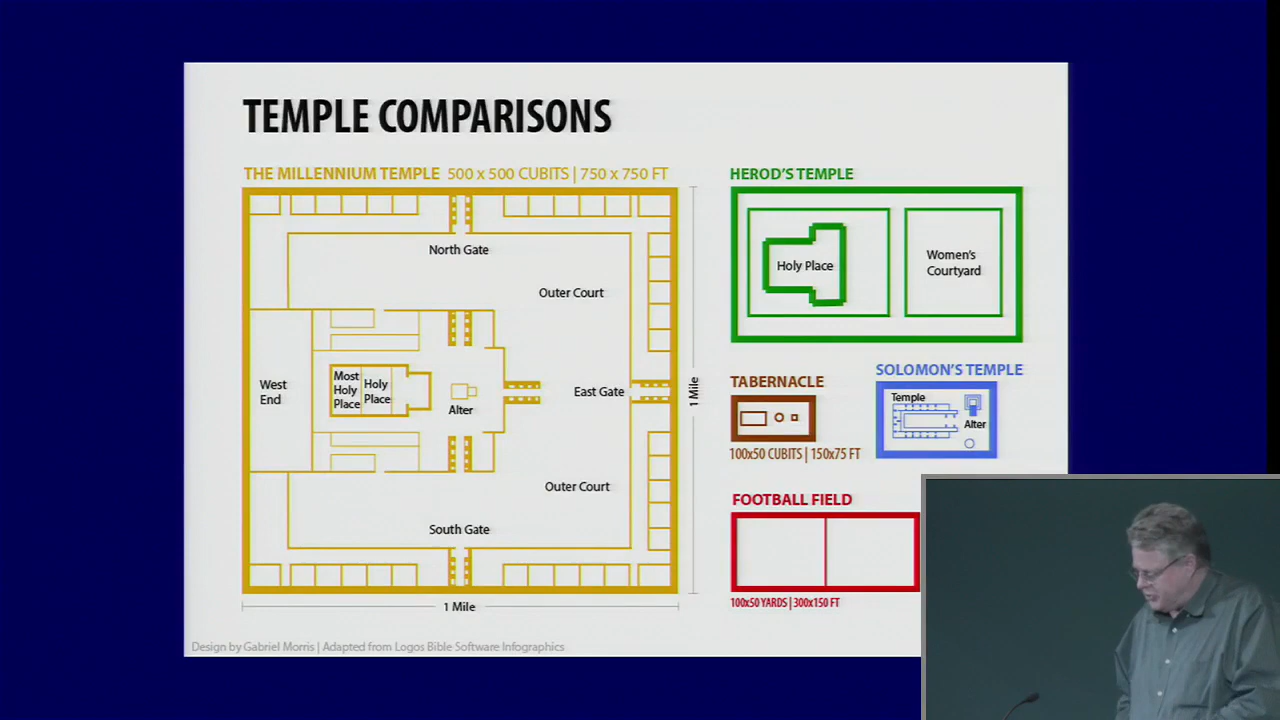 TEMPLE COMPARISONS
THE MILLENNIUM TEMPLE 500 x 500 CUBITS | 750 x 750 FT
North Gate
Outer Court
West
End
Most
Holy
Place
Holy
Place
Alter
East Gate
Outer Court
South Gate
1 Mile
1 Mile
HEROD'S TEMPLE
Holy Place
Women's
Courtyard
TABERNACLE
100x50 CUBITS | 150x75 FT
SOLOMON'S TEMPLE
Temple
Alter
FOOTBALL FIELD
100x50 YARDS | 300x150 FT
Design by Gabriel Morris | Adapted from Logos Bible Software Infographics